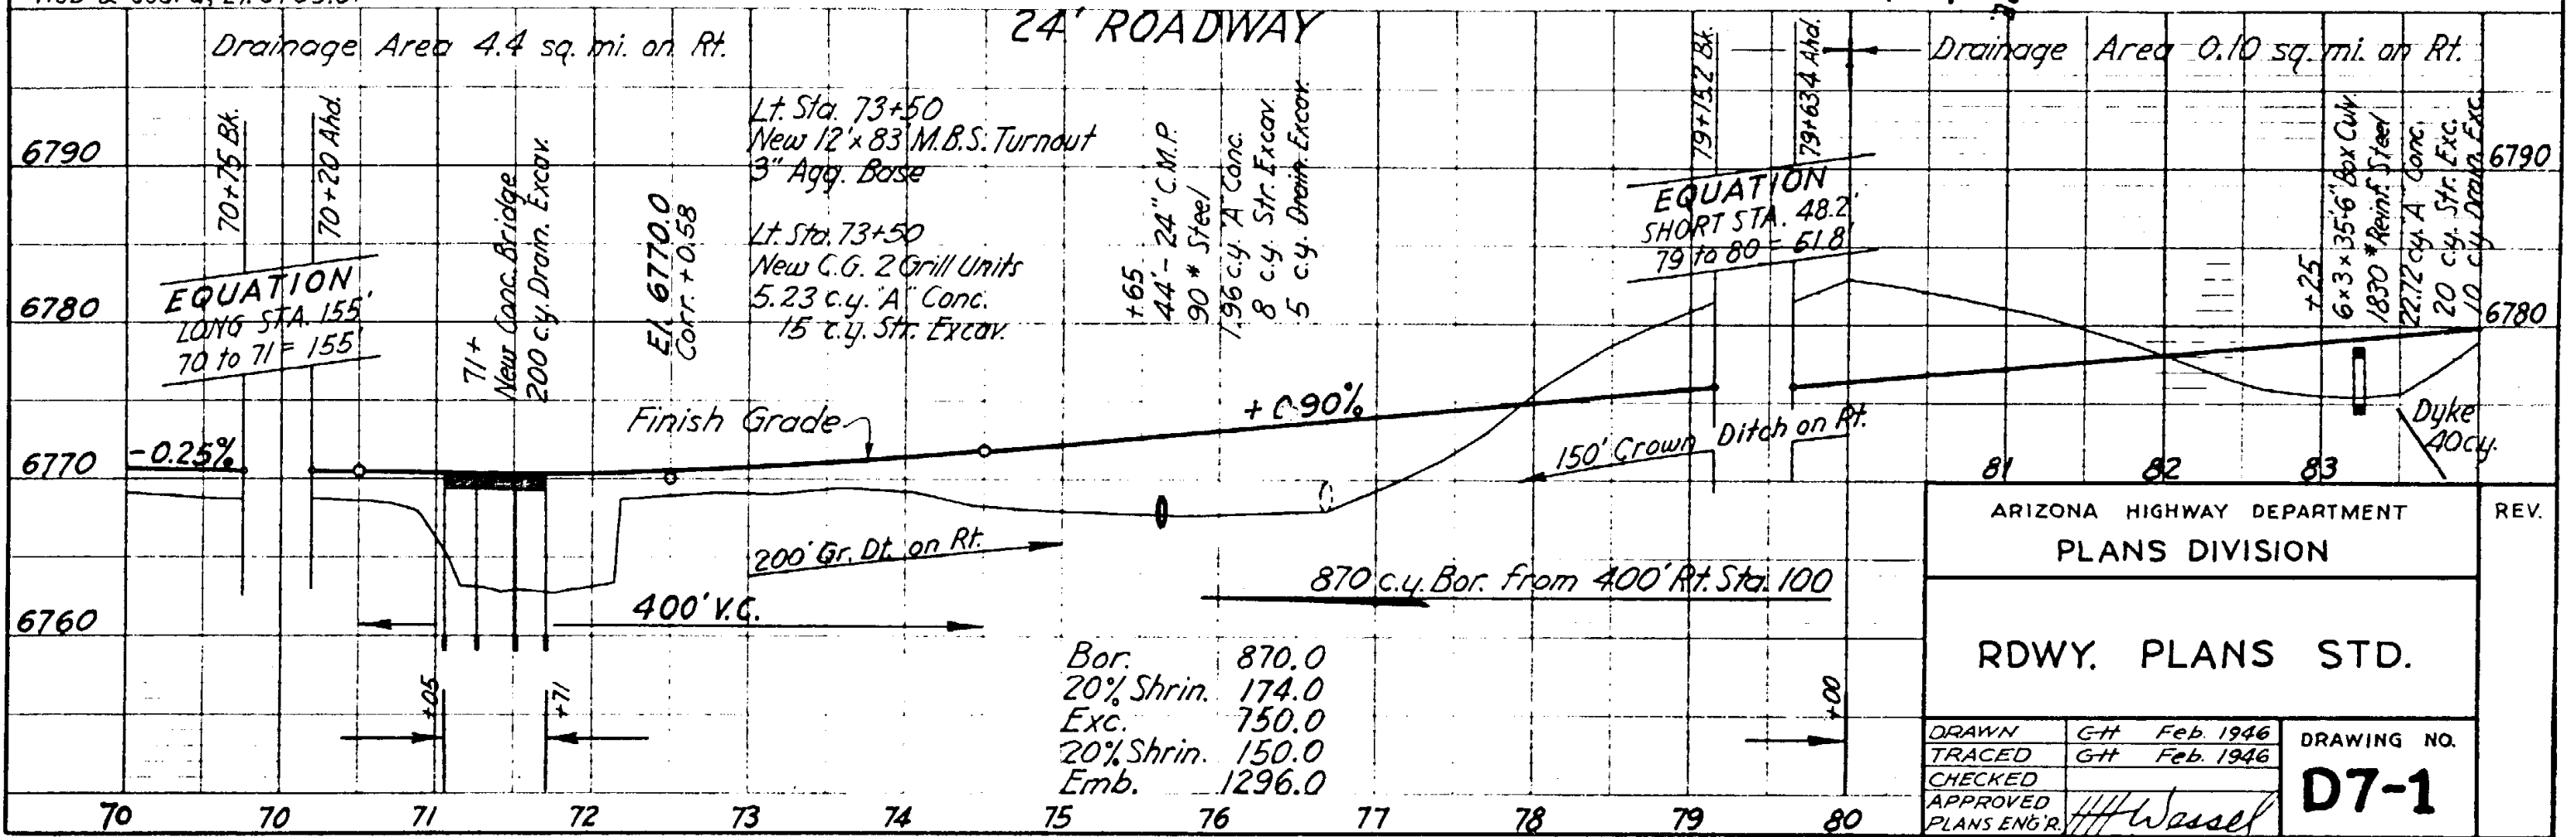 24' ROADWAY
Drainage Area 4.4 sq. mi. on Rt.
Drainage Area 0.10 sq. mi. on Rt.
70+75 Bk.
70+20 Ahd.
EQUATION
LONG STA. 155'
70 to 71 = 155'
71+
New Conc. Bridge
200 c.y. Drain. Excav.
El. 6770.0
Corr. + 0.58
Lt. Sta. 73+50
New 12' x 83' M.B.S. Turnout
3" Agg. Base
Lt. Sta. 73+50
New C.G. 2 Grill Units
5.23 c.y. "A" Conc.
15 c.y. Str. Excav.
+65
44' - 24" C.M.P.
90 # Steel
1.96 c.y. "A" Conc.
8 c.y. Str. Excav.
5 c.y. Drain. Excav.
79+15.2 Bk.
79+63.4 Ahd.
EQUATION
SHORT STA. 48.2'
79 to 80 = 51.8'
+25
6x3x35'-6" Box Culv.
1830 # Reinf. Steel
22.72 c.y. "A" Conc.
20 c.y. Str. Exc.
10 c.y. Drain. Exc.
6790
6790
6780
6780
6770
6760
-0.25%
Finish Grade
+0.90%
150' Crown Ditch on Rt.
Dyke
40 c.y.
81 82 83
200' Gr. Dt. on Rt.
400' V.C.
870 c.y. Bor. from 400' Rt. Sta. 100
+05
+71
+00
Bor. 870.0
20% Shrin. 174.0
Exc. 750.0
20% Shrin. 150.0
Emb. 1296.0
70 70 71 72 73 74 75 76 77 78 79 80
ARIZONA HIGHWAY DEPARTMENT
PLANS DIVISION
REV.
RDWY. PLANS STD.
DRAWN GH Feb. 1946
TRACED GH Feb. 1946
CHECKED
APPROVED
PLANS ENG'R. HH Wessel
DRAWING NO.
D7-1